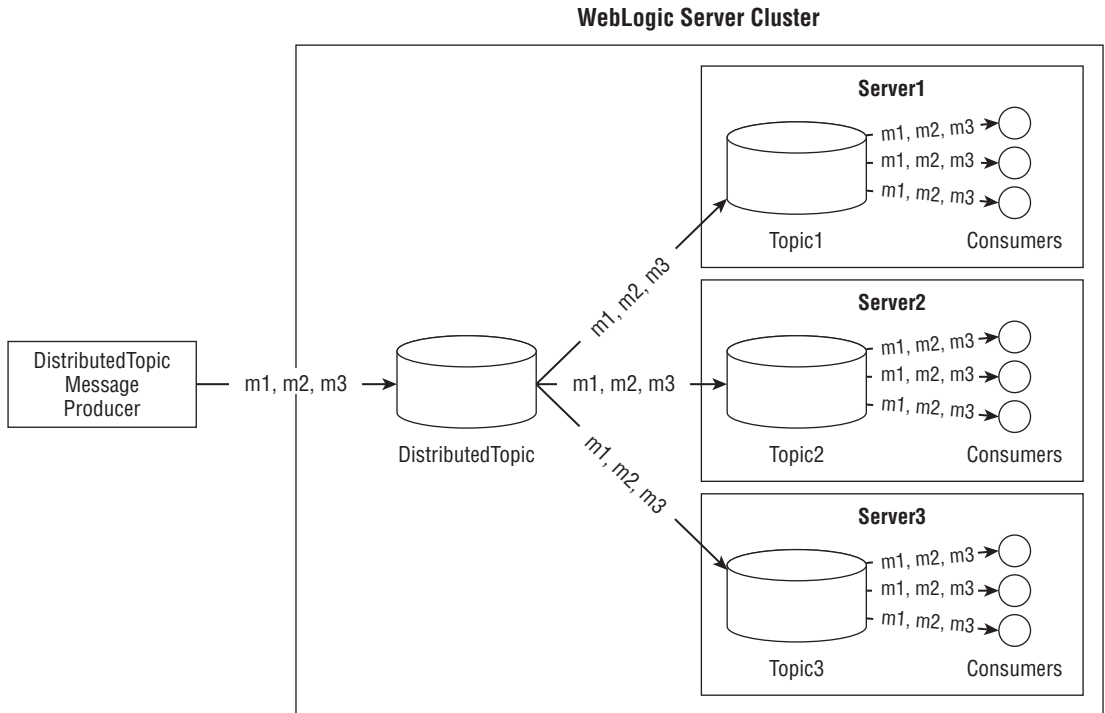 WebLogic Server Cluster
Server1
m1, m2, m3
m1, m2, m3
m1, m2, m3
Topic1
Consumers
m1, m2, m3
Server2
m1, m2, m3
m1, m2, m3
m1, m2, m3
Topic2
Consumers
DistributedTopic
Message
Producer
m1, m2, m3
DistributedTopic
m1, m2, m3
m1, m2, m3
Server3
m1, m2, m3
m1, m2, m3
m1, m2, m3
Topic3
Consumers